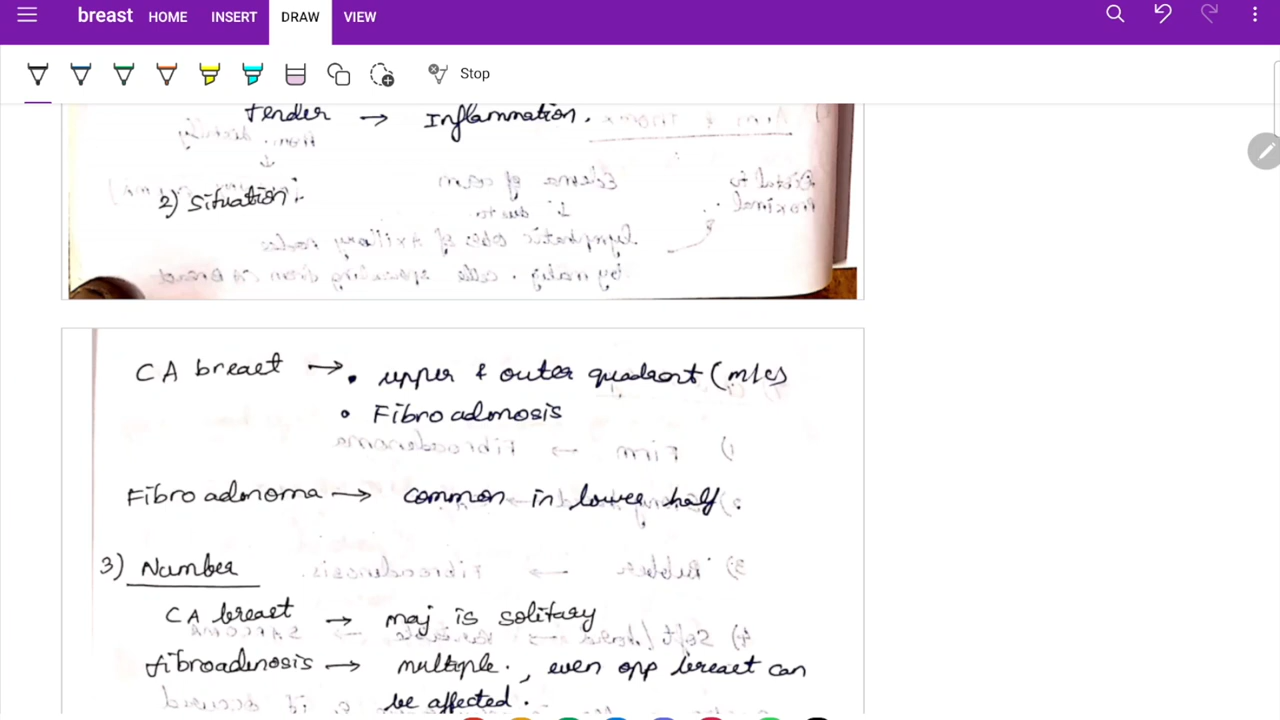 breast HOME INSERT DRAW VIEW
Stop
Tender → Inflammation.
2) Situation:
CA breast → • upper & outer quadrant (m/cs
• Fibroadenosis
Fibroadenoma → common in lower half.
3) Number
CA breast → maj is solitary
fibroadenosis → multiple, even opp breast can
be affected.